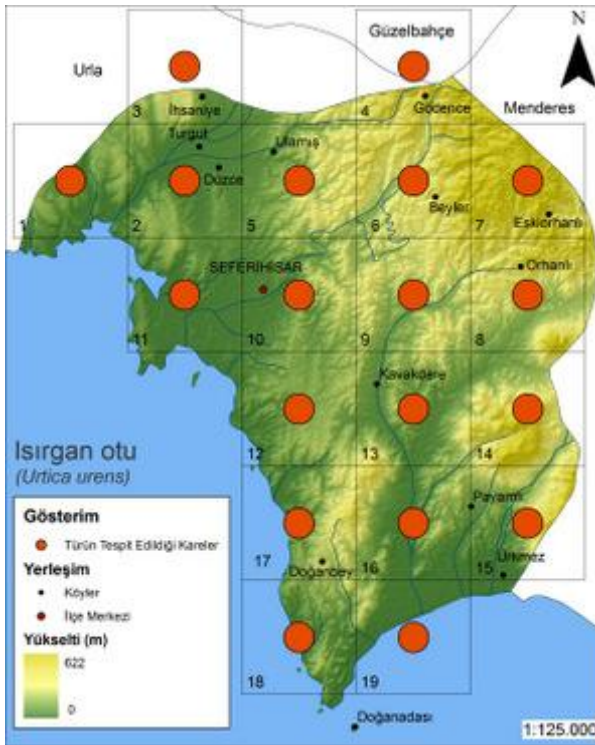 N
Güzelbahçe
Urla
Menderes
3
İhsaniye
4
Gödence
Turgut
Ulamış
Düzce
Beyler
Eskiorhanlı
1
2
5
6
7
SEFERİHİSAR
Orhanlı
11
10
9
8
Kavakdere
Isırgan otu
(Urtica urens)
12
13
14
Gösterim
Türün Tespit Edildiği Kareler
Yerleşim
Köyler
İlçe Merkezi
Yükselti (m)
622
0
Payamlı
Ürkmez
Doğanbey
17
16
15
18
19
Doğanadası
1:125.000